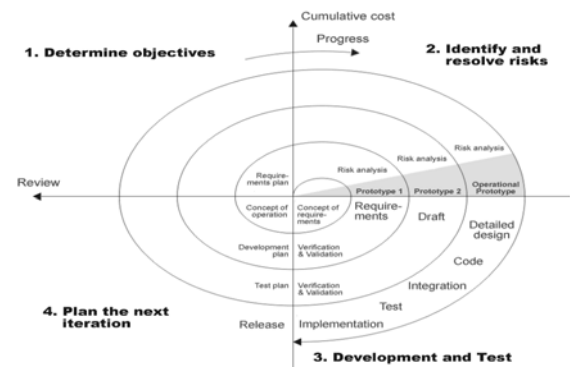 Cumulative cost
Progress
1. Determine objectives
2. Identify and
resolve risks
Risk analysis
Risk analysis
Risk analysis
Require-
ments plan
Review
Prototype 1
Prototype 2
Operational
Prototype
Concept of
operation
Concept of
require-
ments
Require-
ments
Draft
Detailed
design
Development
plan
Verification
& Validation
Code
Test plan
Verification
& Validation
Integration
Test
4. Plan the next
iteration
Release
Implementation
3. Development and Test